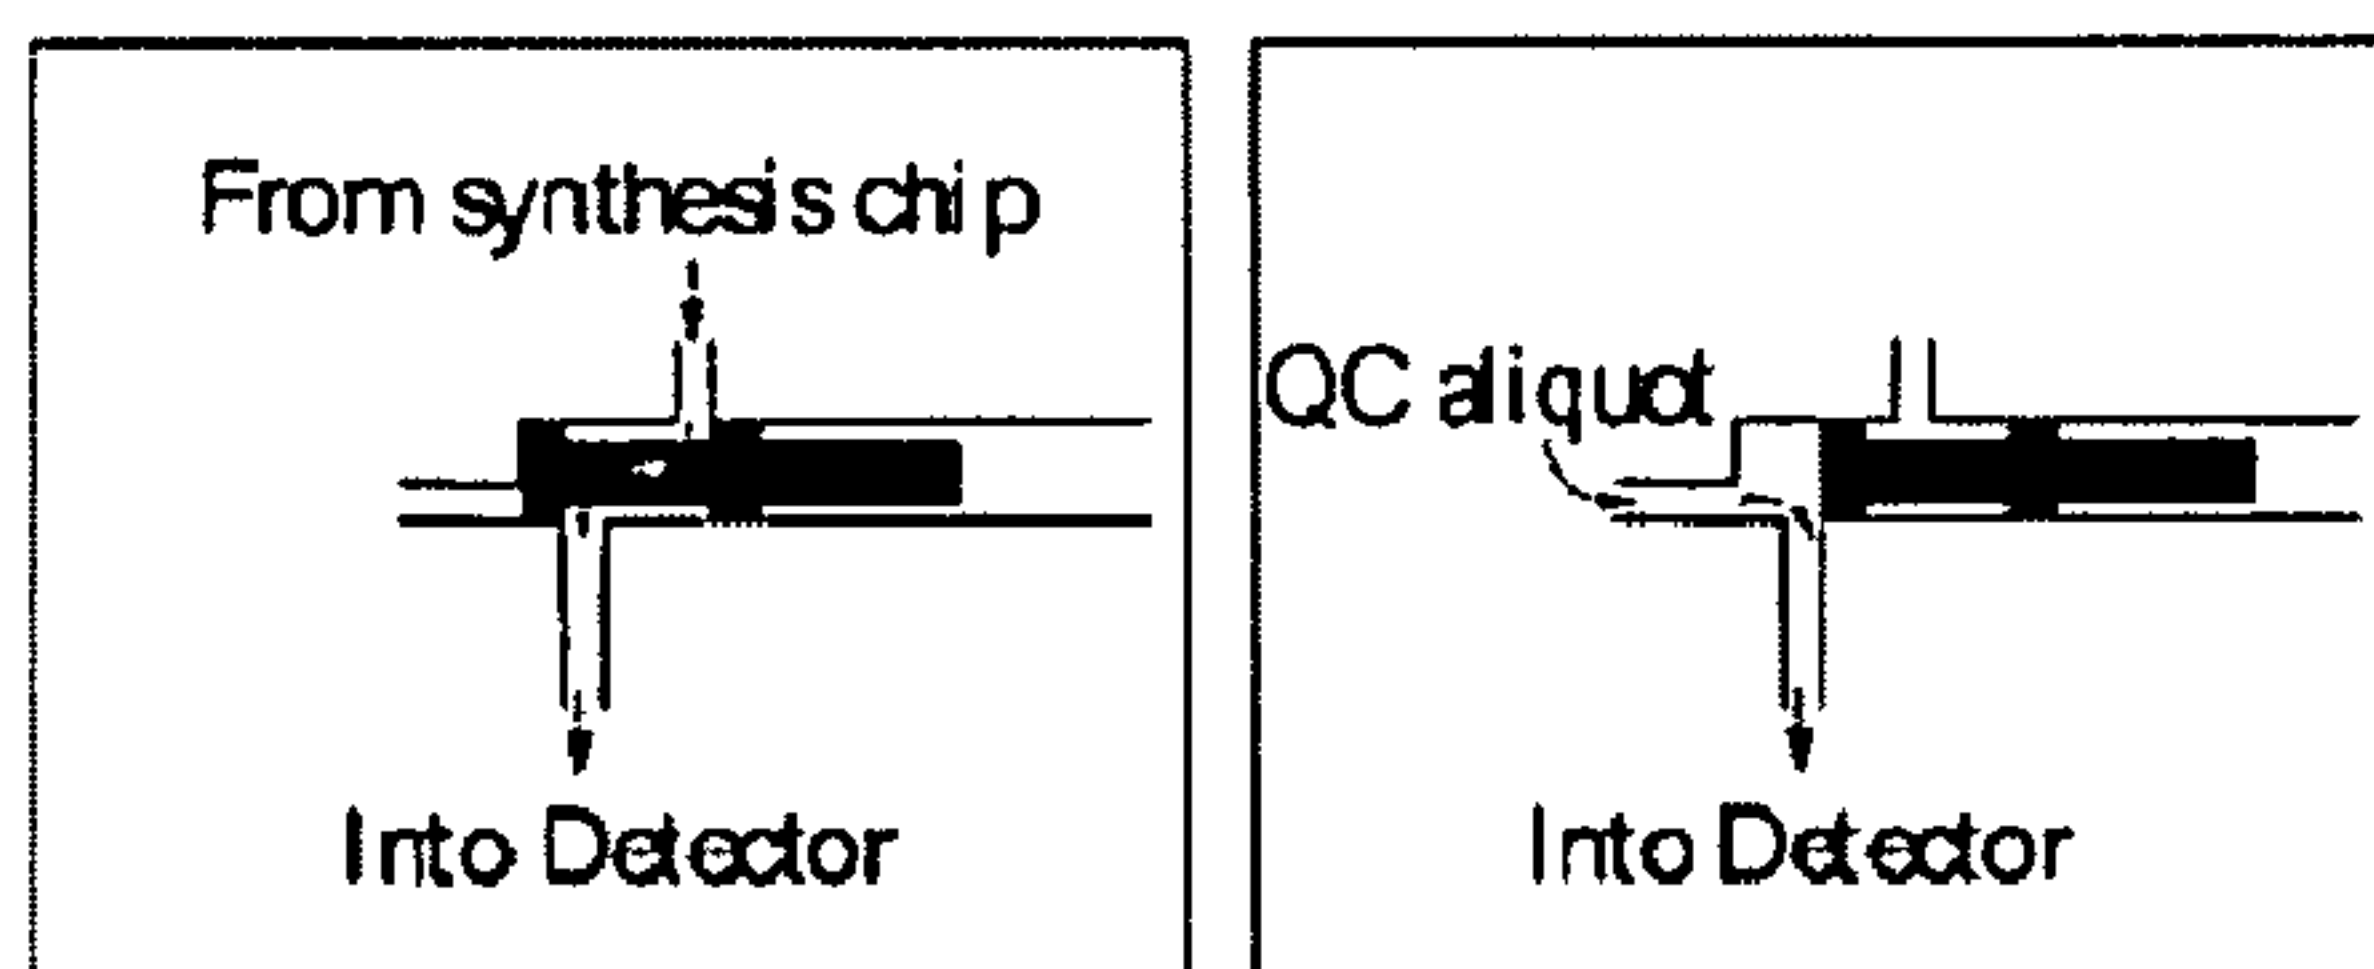 From synthesis chip
Into Detector
QC aliquot
Into Detector